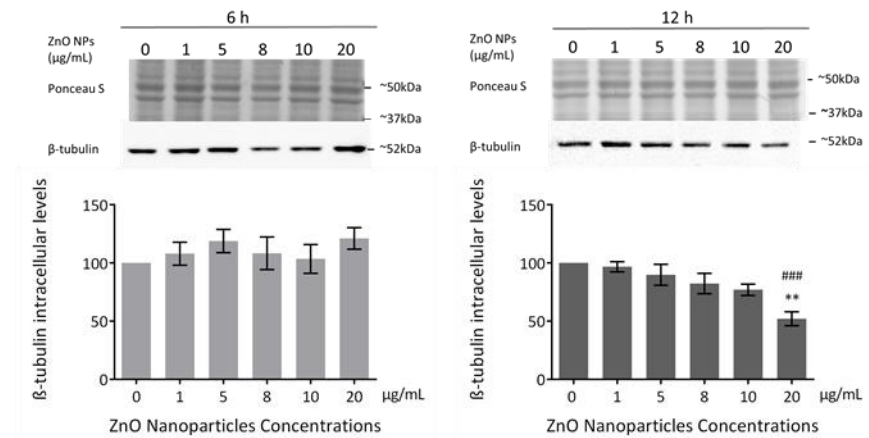 6 h
ZnO NPs
(µg/mL)
0 1 5 8 10 20
Ponceau S
~50kDa
~37kDa
β-tubulin
~52kDa
ß-tubulin intracellular levels
150
100
50
0
0 1 5 8 10 20 µg/mL
ZnO Nanoparticles Concentrations
12 h
ZnO NPs
(µg/mL)
0 1 5 8 10 20
Ponceau S
~50kDa
~37kDa
β-tubulin
~52kDa
ß-tubulin intracellular levels
150
100
50
0
###
**
0 1 5 8 10 20 µg/mL
ZnO Nanoparticles Concentrations